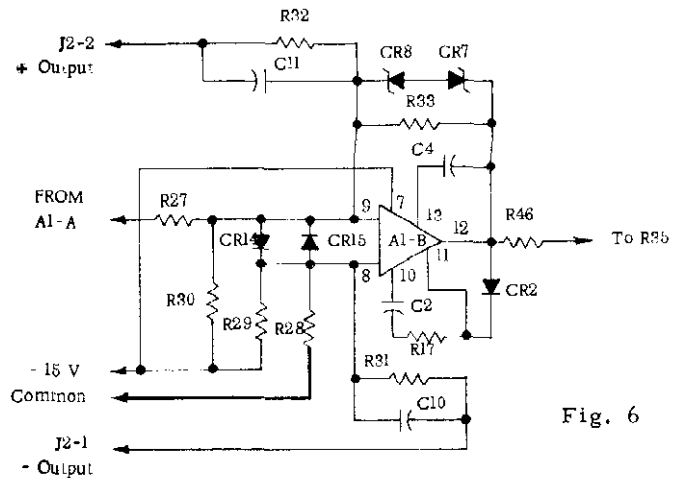 R32
J2-2
+ Output
C11
CR8
CR7
R33
C4
FROM
A1-A
R27
9
7
13
12
R46
CR14
CR15
A1-B
11
To R35
8
10
CR2
R30
R29
R28
C2
R17
- 15 V
R31
Common
C10
Fig. 6
J2-1
- Output